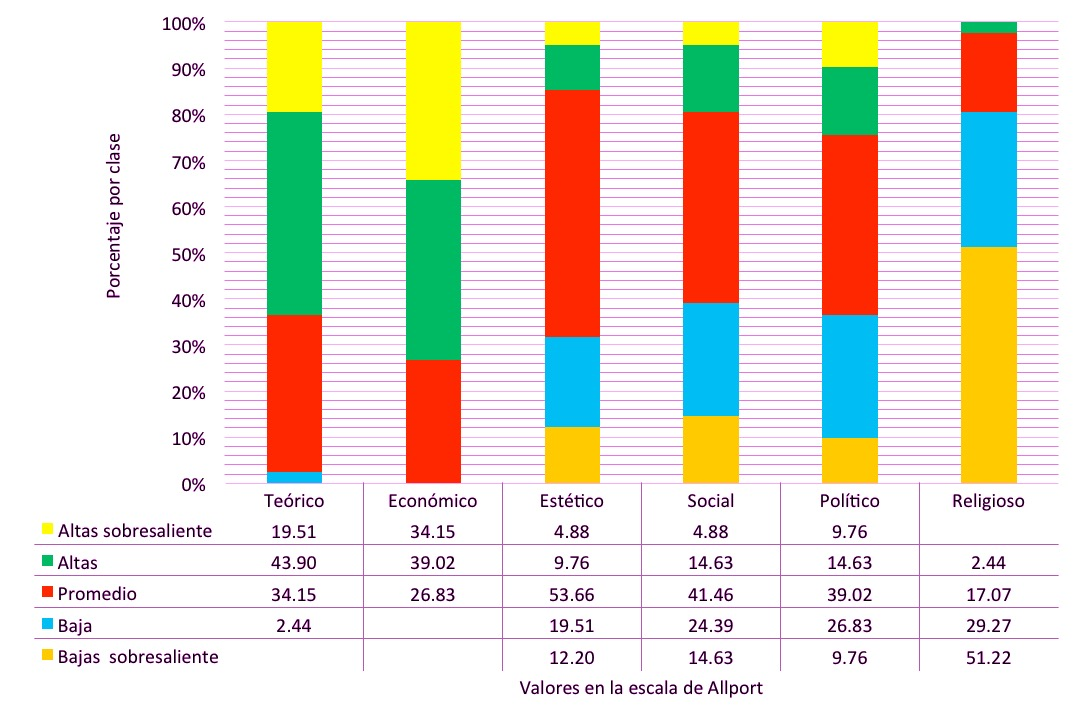 100%
90%
80%
70%
60%
50%
40%
30%
20%
10%
0%
Porcentaje por clase
Teórico Económico Estético Social Político Religioso
Altas sobresaliente 19.51 34.15 4.88 4.88 9.76
Altas 43.90 39.02 9.76 14.63 14.63 2.44
Promedio 34.15 26.83 53.66 41.46 39.02 17.07
Baja 2.44 19.51 24.39 26.83 29.27
Bajas sobresaliente 12.20 14.63 9.76 51.22
Valores en la escala de Allport